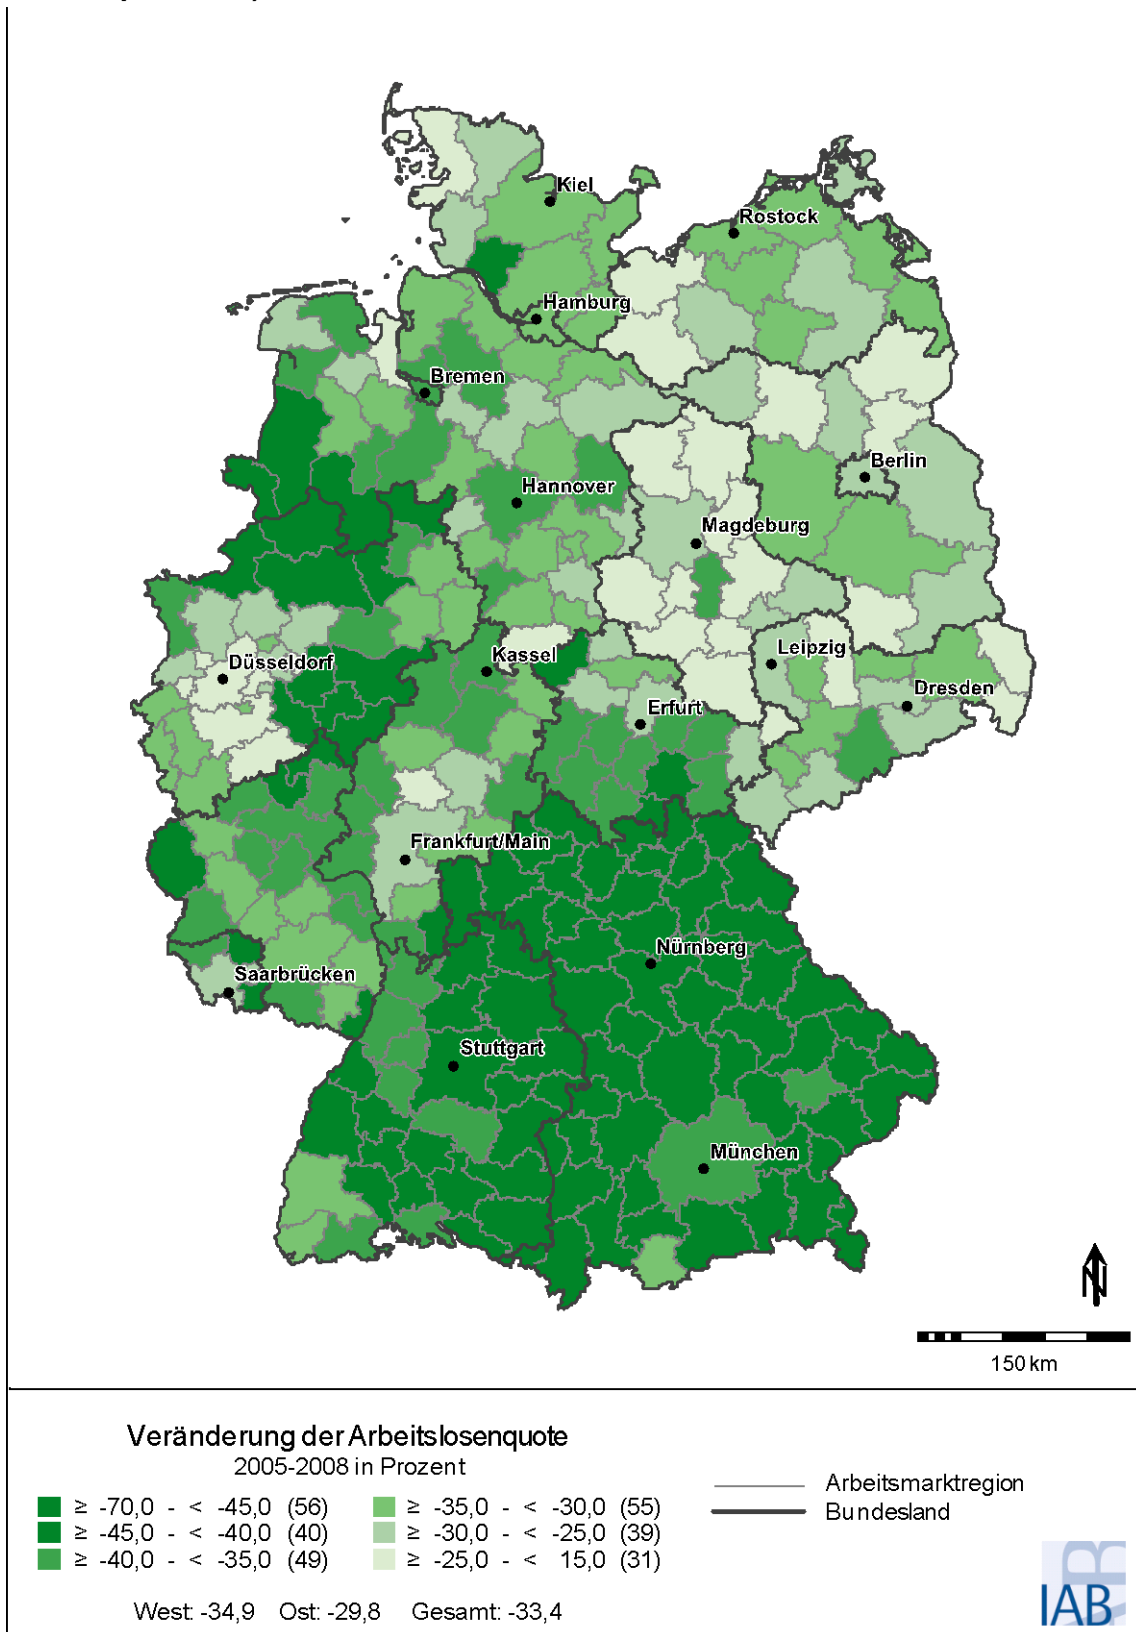 Kiel
Rostock
Hamburg
Bremen
Berlin
Hannover
Magdeburg
Düsseldorf
Kassel
Leipzig
Erfurt
Dresden
Frankfurt/Main
Nürnberg
Saarbrücken
Stuttgart
München
N
150 km
Veränderung der Arbeitslosenquote
2005-2008 in Prozent
≥ -70,0 - < -45,0 (56)
≥ -45,0 - < -40,0 (40)
≥ -40,0 - < -35,0 (49)
≥ -35,0 - < -30,0 (55)
≥ -30,0 - < -25,0 (39)
≥ -25,0 - < 15,0 (31)
Arbeitsmarktregion
Bundesland
West: -34,9 Ost: -29,8 Gesamt: -33,4
IAB